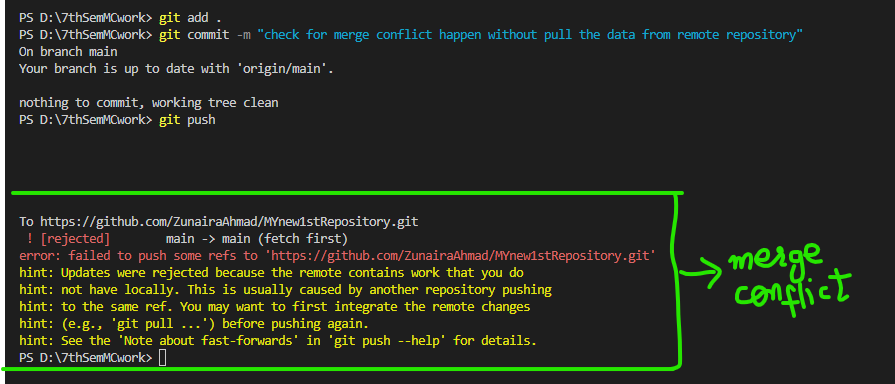 PS D:\7thSemMCwork> git add .
PS D:\7thSemMCwork> git commit -m "check for merge conflict happen without pull the data from remote repository"
On branch main
Your branch is up to date with 'origin/main'.
nothing to commit, working tree clean
PS D:\7thSemMCwork> git push
To https://github.com/ZunairaAhmad/MYnew1stRepository.git
! [rejected]        main -> main (fetch first)
error: failed to push some refs to 'https://github.com/ZunairaAhmad/MYnew1stRepository.git'
hint: Updates were rejected because the remote contains work that you do
hint: not have locally. This is usually caused by another repository pushing
hint: to the same ref. You may want to first integrate the remote changes
hint: (e.g., 'git pull ...') before pushing again.
hint: See the 'Note about fast-forwards' in 'git push --help' for details.
PS D:\7thSemMCwork>
merge
conflict